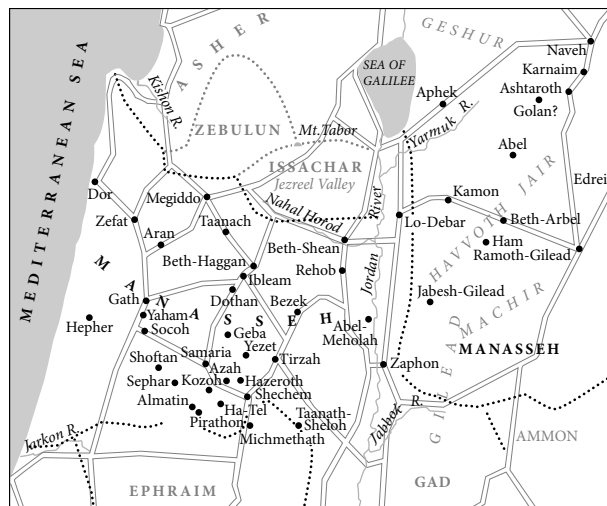 MEDITERRANEAN SEA
ASHER
GESHUR
Naveh
Karnaim
Ashtaroth
Golan?
SEA OF
GALILEE
Aphek
Kishon R.
ZEBULUN
Mt.Tabor
Yarmuk R.
Abel
ISSACHAR
Jezreel Valley
Edrei
Dor
Megiddo
Nahal Horod
River
Kamon
HAVVOTH JAIR
Zefat
Taanach
Lo-Debar
Beth-Arbel
Aran
Beth-Shean
Ham
Ramoth-Gilead
Beth-Haggan
Rehob
Jordan
MANASSEH
Ibleam
Gath
Dothan
Bezek
Jabesh-Gilead
MACHIR
Yaham
Hepher
Socoh
Geba
Abel-
Meholah
Yezet
MANASSEH
Shoftan
Samaria
Tirzah
Zaphon
Azah
Sephar
Kozoh
Hazeroth
Shechem
GILEAD
Almatin
Ha-Tel
Pirathon
Taanath-
Sheloh
Jabbok R.
Jarkon R.
Michmethath
AMMON
EPHRAIM
GAD